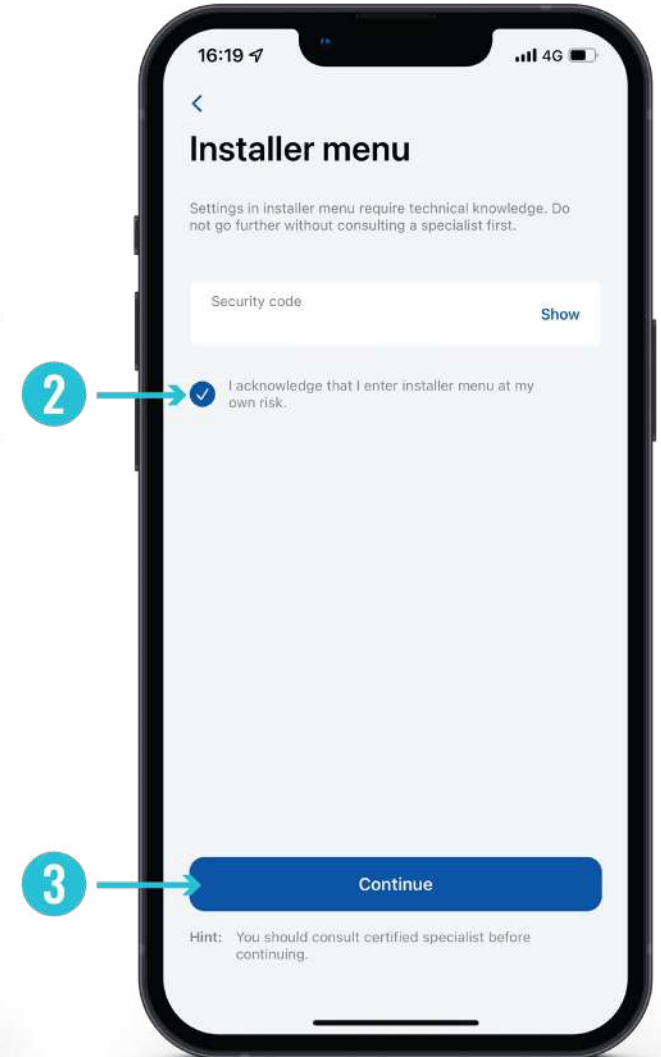 16:19
4G
Installer menu
Settings in installer menu require technical knowledge. Do
not go further without consulting a specialist first.
Security code
Show
2
I acknowledge that I enter installer menu at my
own risk.
3
Continue
Hint: You should consult certified specialist before
continuing.